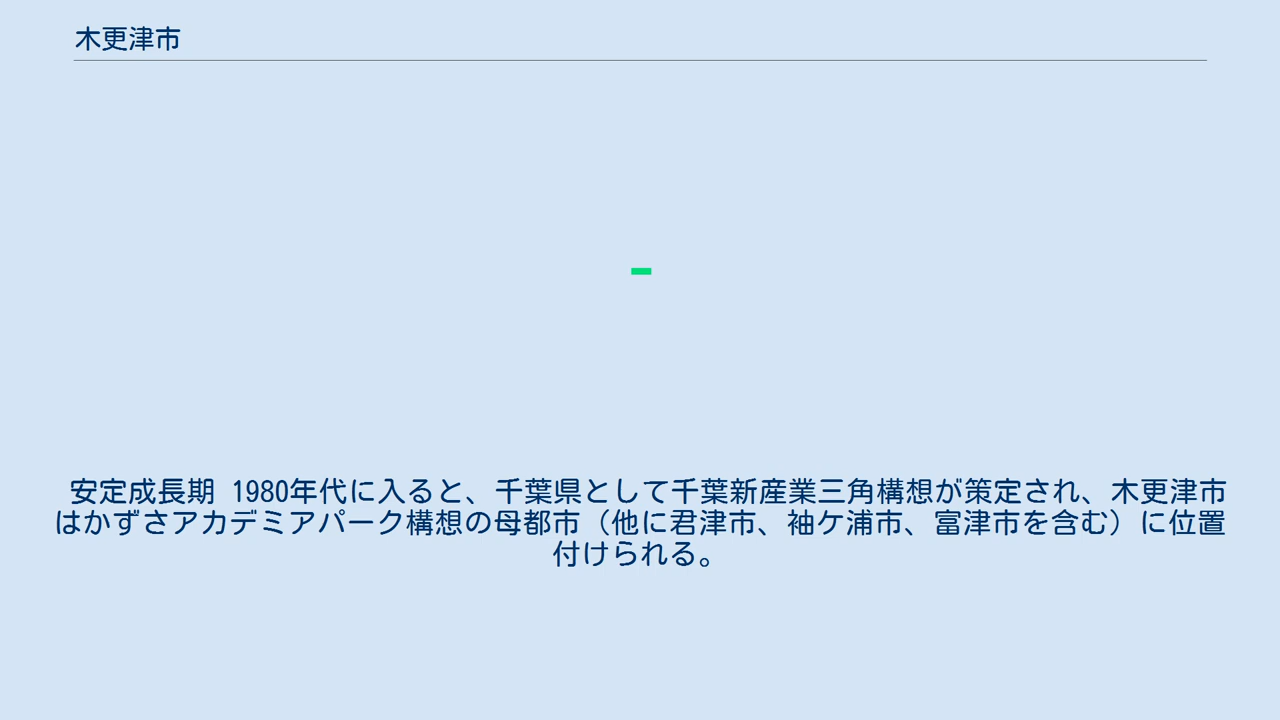 木更津市
安定成長期 1980年代に入ると、千葉県として千葉新産業三角構想が策定され、木更津市
はかずさアカデミアパーク構想の母都市（他に君津市、袖ケ浦市、富津市を含む）に位置
付けられる。